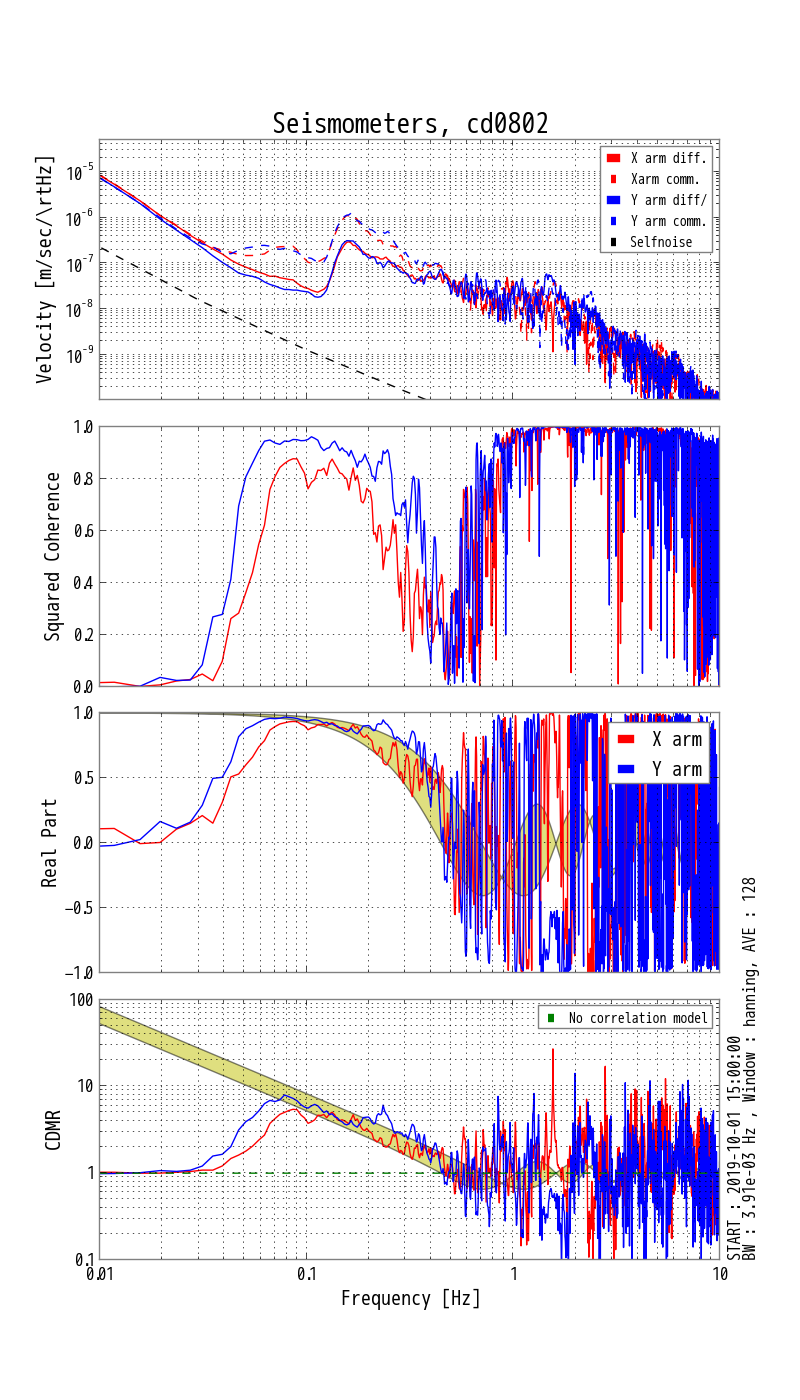 Seismometers, cd0802
Velocity [m/sec/\rtHz]
10^-5
10^-6
10^-7
10^-8
10^-9
X arm diff.
Xarm comm.
Y arm diff/
Y arm comm.
Selfnoise
Squared Coherence
1.0
0.8
0.6
0.4
0.2
0.0
Real Part
1.0
0.5
0.0
−0.5
−1.0
X arm
Y arm
CDMR
100
10
1
0.1
No correlation model
0.01
0.1
1
10
Frequency [Hz]
START : 2019-10-01 15:00:00
BW : 3.91e-03 Hz , Window : hanning, AVE : 128